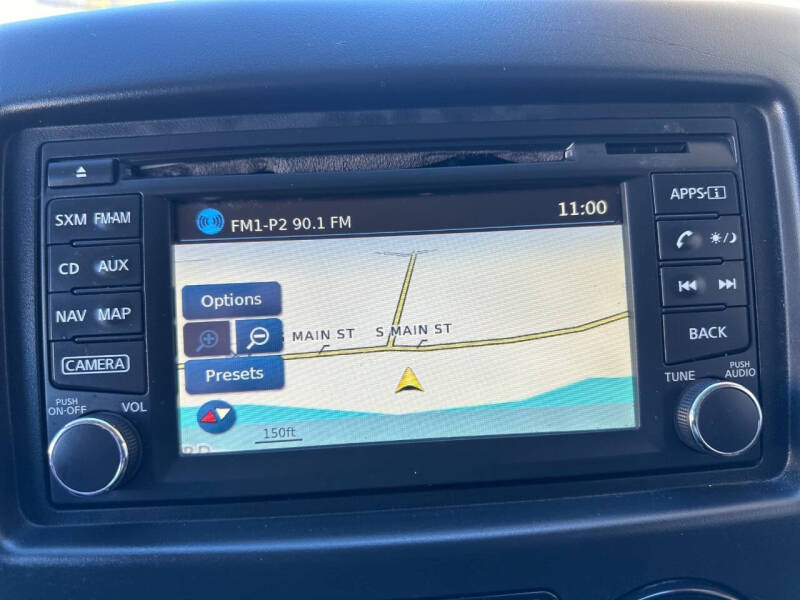 SXM FM-AM
CD AUX
NAV MAP
CAMERA
PUSH
ON-OFF VOL
FM1-P2 90.1 FM 11:00
Options
MAIN ST S MAIN ST
Presets
150ft
APPS-i
BACK
TUNE PUSH
AUDIO